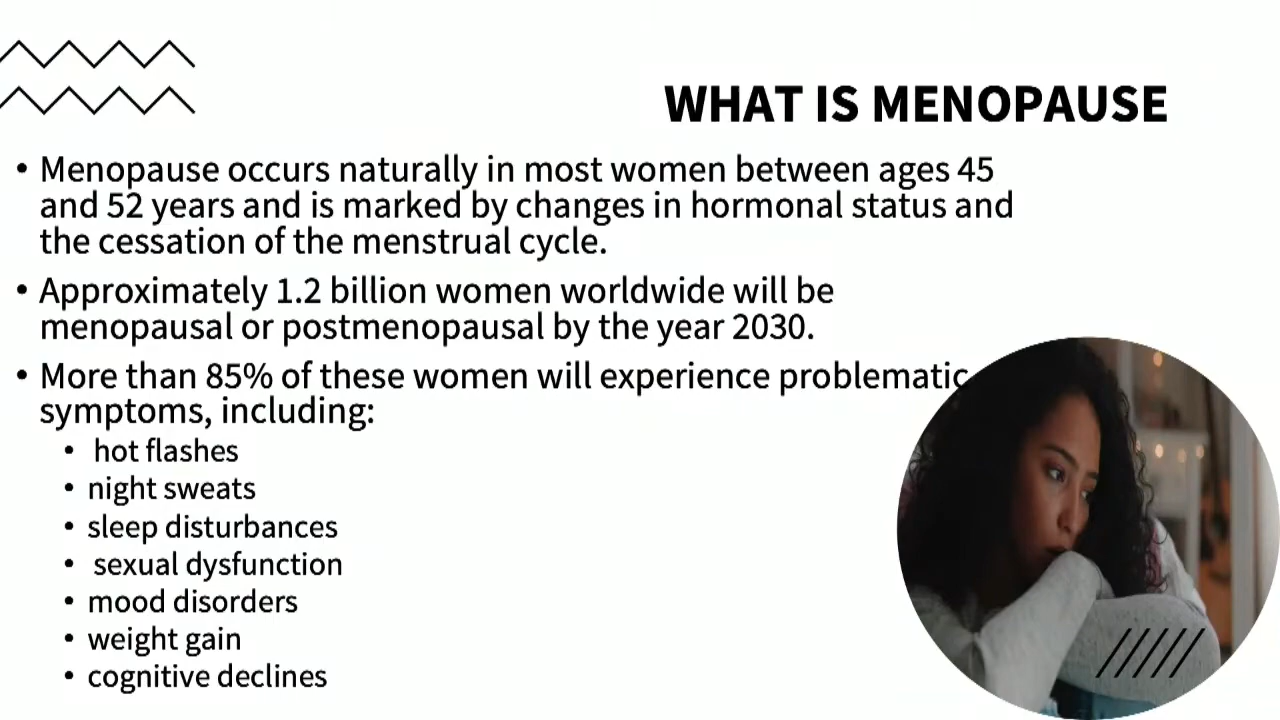 WHAT IS MENOPAUSE
• Menopause occurs naturally in most women between ages 45
and 52 years and is marked by changes in hormonal status and
the cessation of the menstrual cycle.
• Approximately 1.2 billion women worldwide will be
menopausal or postmenopausal by the year 2030.
• More than 85% of these women will experience problematic
symptoms, including:
• hot flashes
• night sweats
• sleep disturbances
• sexual dysfunction
• mood disorders
• weight gain
• cognitive declines